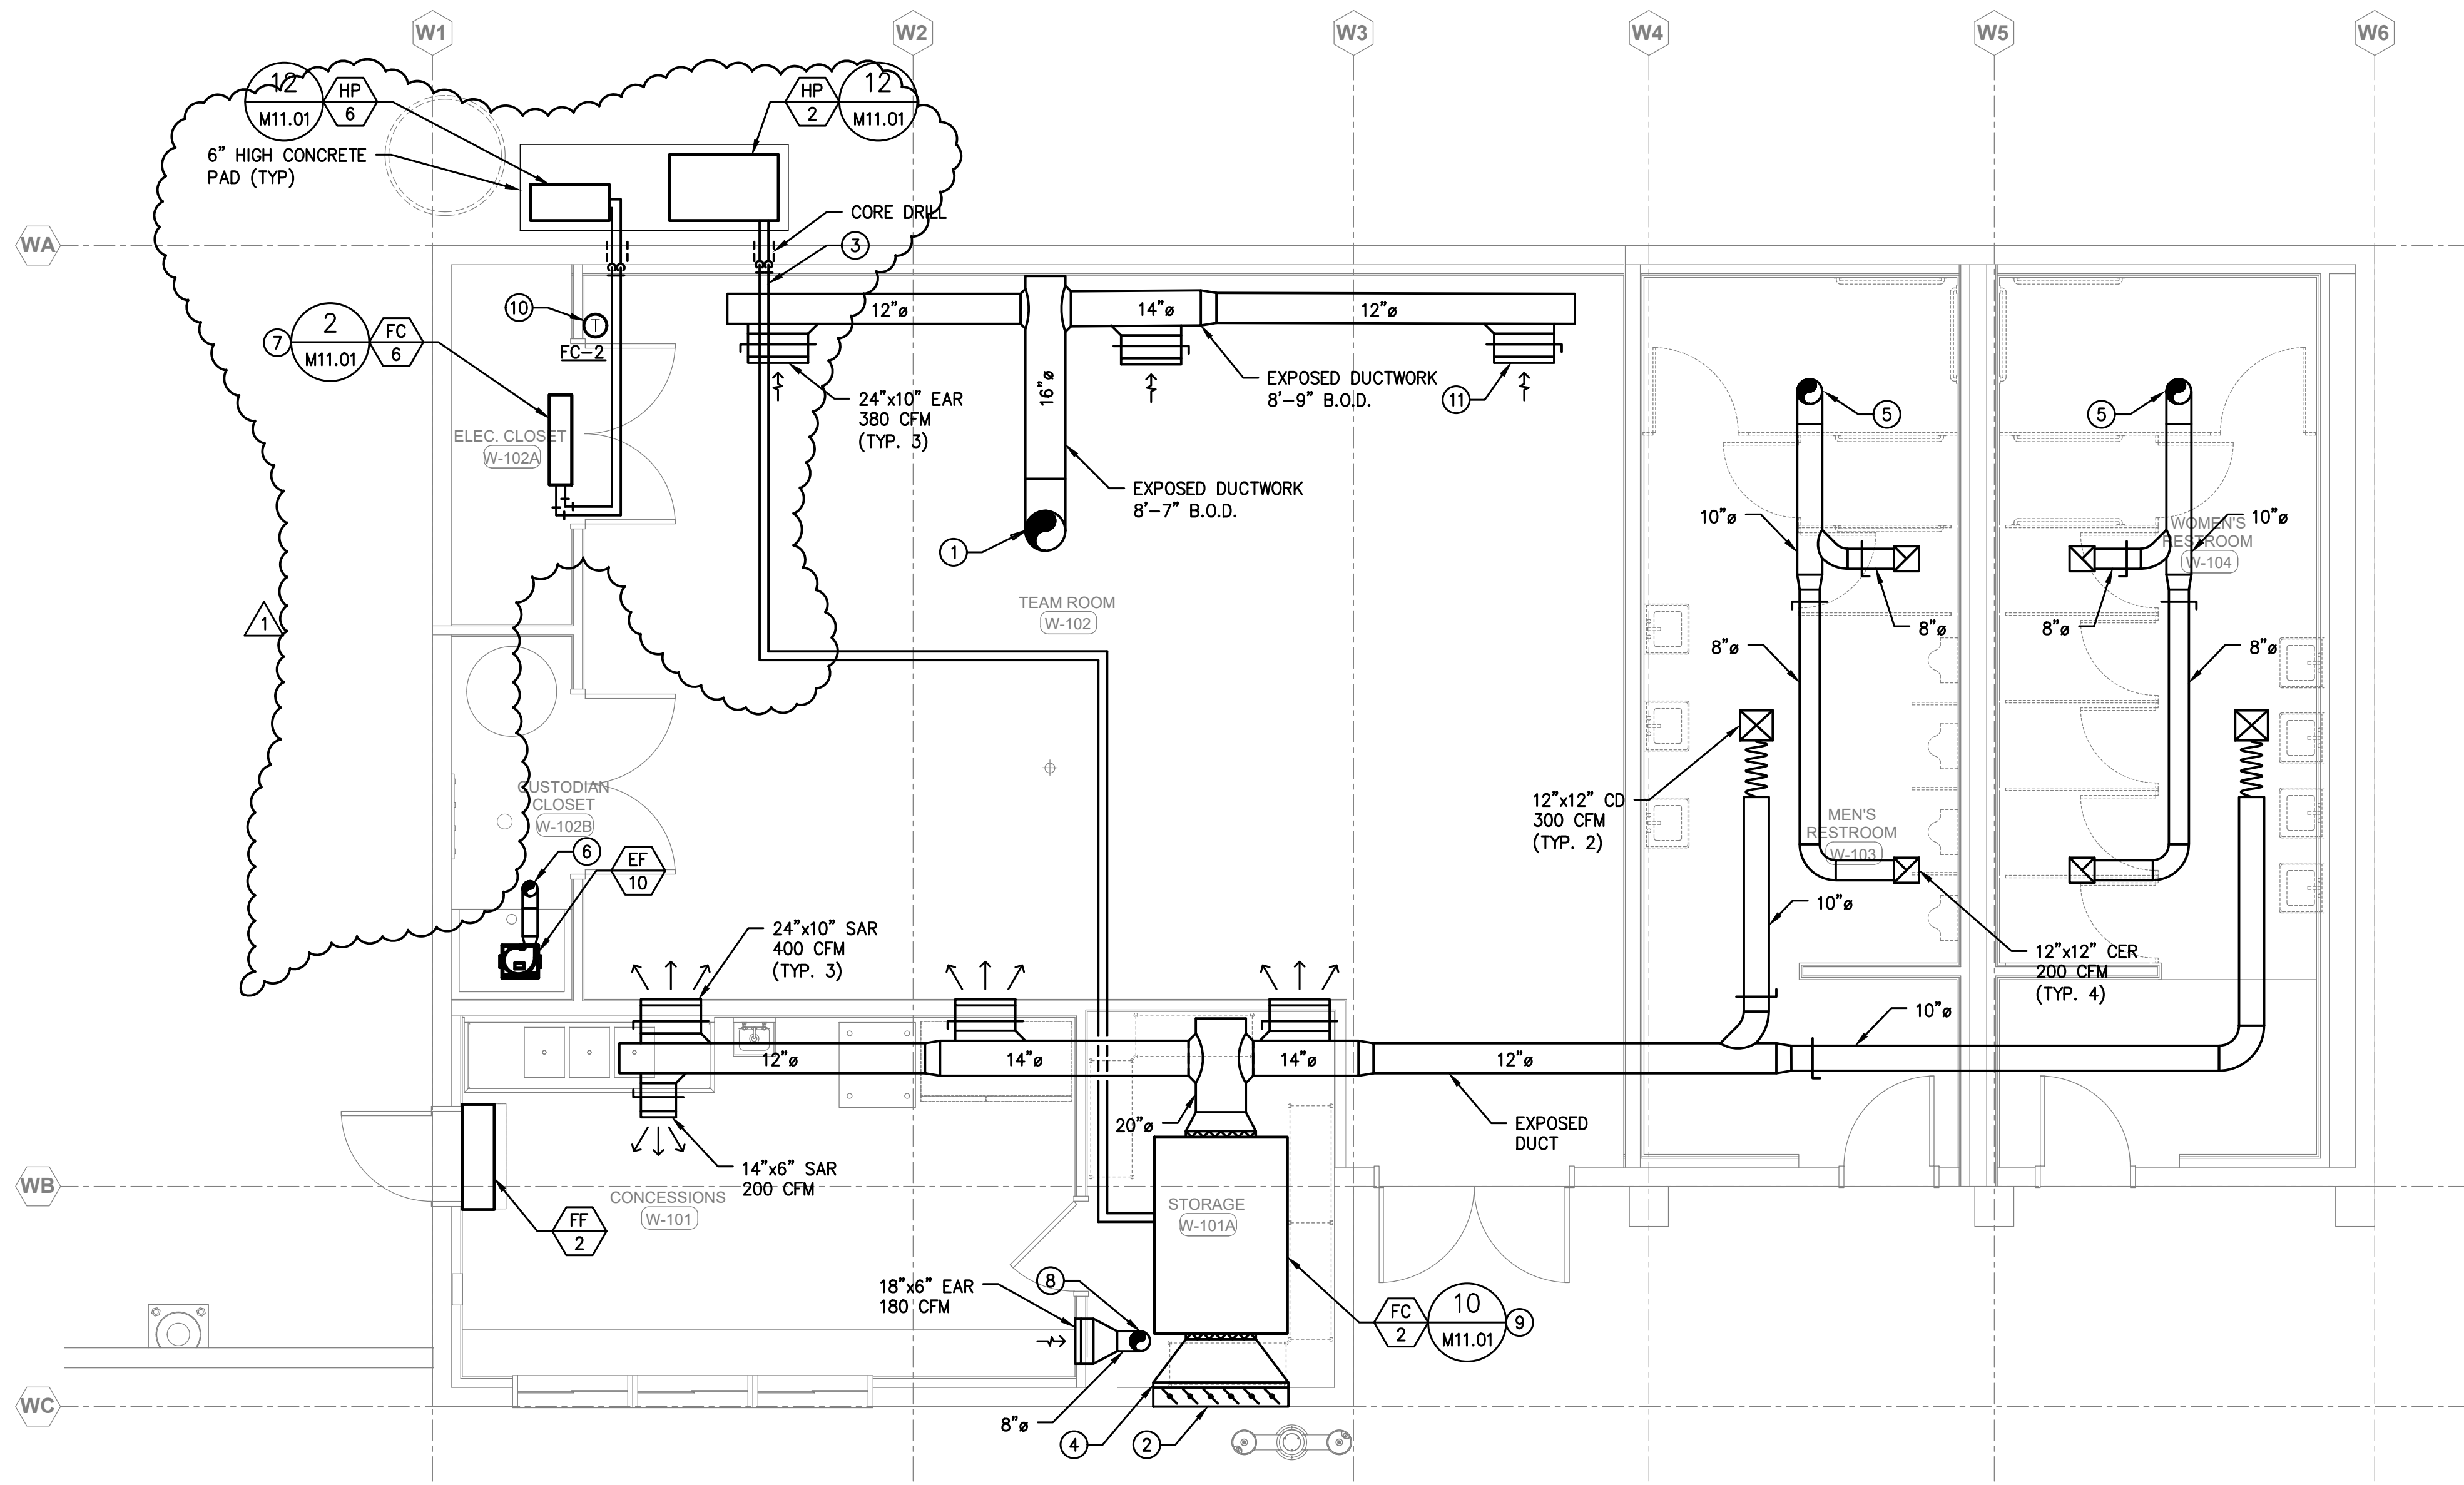 W1
W2
W3
W4
W5
W6
12
M11.01
HP
6
HP
2
12
M11.01
6" HIGH CONCRETE
PAD (TYP)
CORE DRILL
3
WA
10
T
FC-2
7
2
M11.01
FC
6
12"ø
14"ø
12"ø
16"ø
24"x10" EAR
380 CFM
(TYP. 3)
EXPOSED DUCTWORK
8'-9" B.O.D.
11
5
5
ELEC. CLOSET
W-102A
EXPOSED DUCTWORK
8'-7" B.O.D.
1
10"ø
10"ø
WOMEN'S
RESTROOM
W-104
1
TEAM ROOM
W-102
8"ø
8"ø
8"ø
8"ø
CUSTODIAN
CLOSET
W-102B
6
EF
10
12"x12" CD
300 CFM
(TYP. 2)
MEN'S
RESTROOM
W-103
10"ø
24"x10" SAR
400 CFM
(TYP. 3)
12"x12" CER
200 CFM
(TYP. 4)
10"ø
12"ø
14"ø
14"ø
12"ø
20"ø
EXPOSED
DUCT
14"x6" SAR
200 CFM
WB
CONCESSIONS
W-101
STORAGE
W-101A
FF
2
18"x6" EAR
180 CFM
8
FC
2
10
M11.01
9
WC
8"ø
4
2